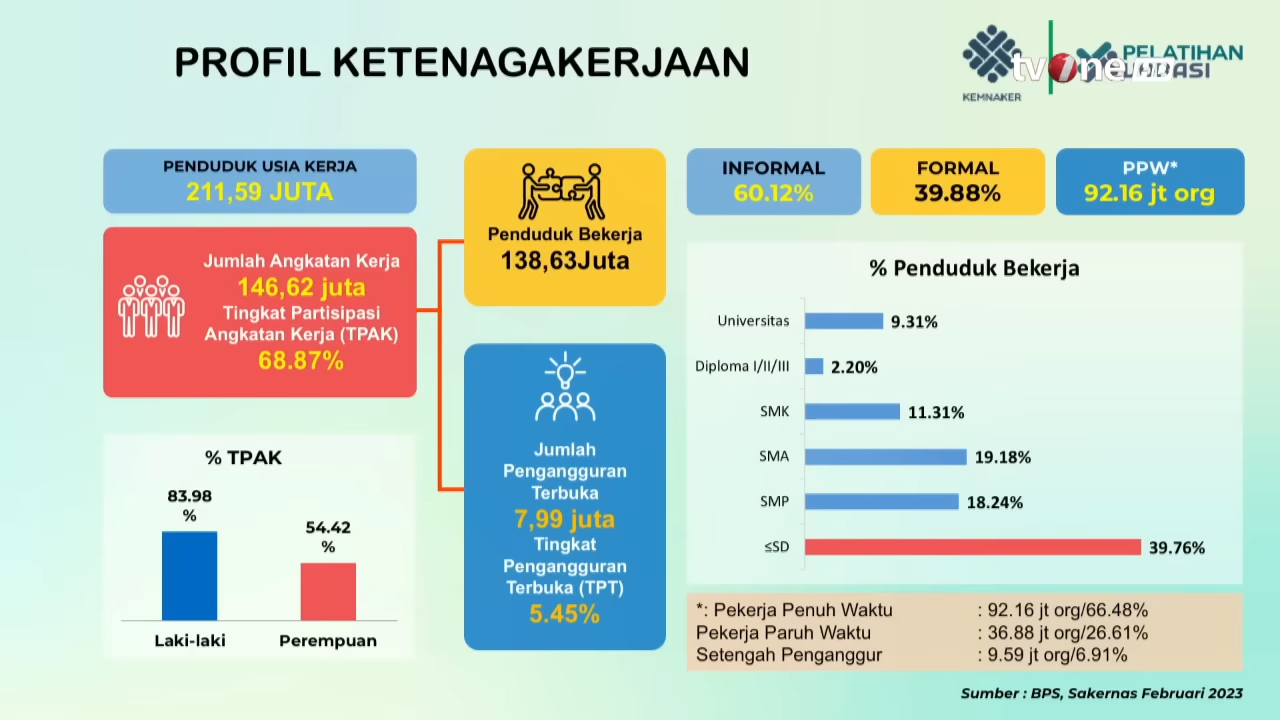 PROFIL KETENAGAKERJAAN
KEMNAKER
PELATIHAN
tvOne
PENDUDUK USIA KERJA
211,59 JUTA
Jumlah Angkatan Kerja
146,62 juta
Tingkat Partisipasi
Angkatan Kerja (TPAK)
68.87%
% TPAK
83.98
%
54.42
%
Laki-laki
Perempuan
Penduduk Bekerja
138,63Juta
Jumlah
Pengangguran
Terbuka
7,99 juta
Tingkat
Pengangguran
Terbuka (TPT)
5.45%
INFORMAL
60.12%
FORMAL
39.88%
PPW*
92.16 jt org
% Penduduk Bekerja
Universitas 9.31%
Diploma I/II/III 2.20%
SMK 11.31%
SMA 19.18%
SMP 18.24%
≤SD 39.76%
*: Pekerja Penuh Waktu : 92.16 jt org/66.48%
Pekerja Paruh Waktu : 36.88 jt org/26.61%
Setengah Penganggur : 9.59 jt org/6.91%
Sumber : BPS, Sakernas Februari 2023